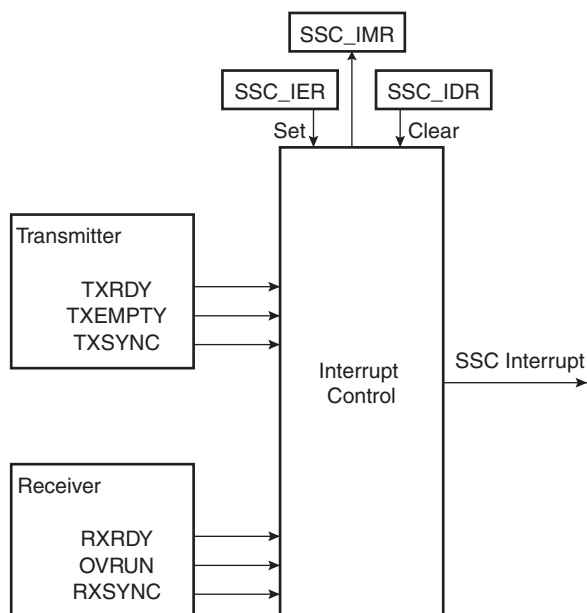 SSC_IMR
SSC_IER
SSC_IDR
Set
Clear
Transmitter
TXRDY
TXEMPTY
TXSYNC
Interrupt
Control
SSC Interrupt
Receiver
RXRDY
OVRUN
RXSYNC